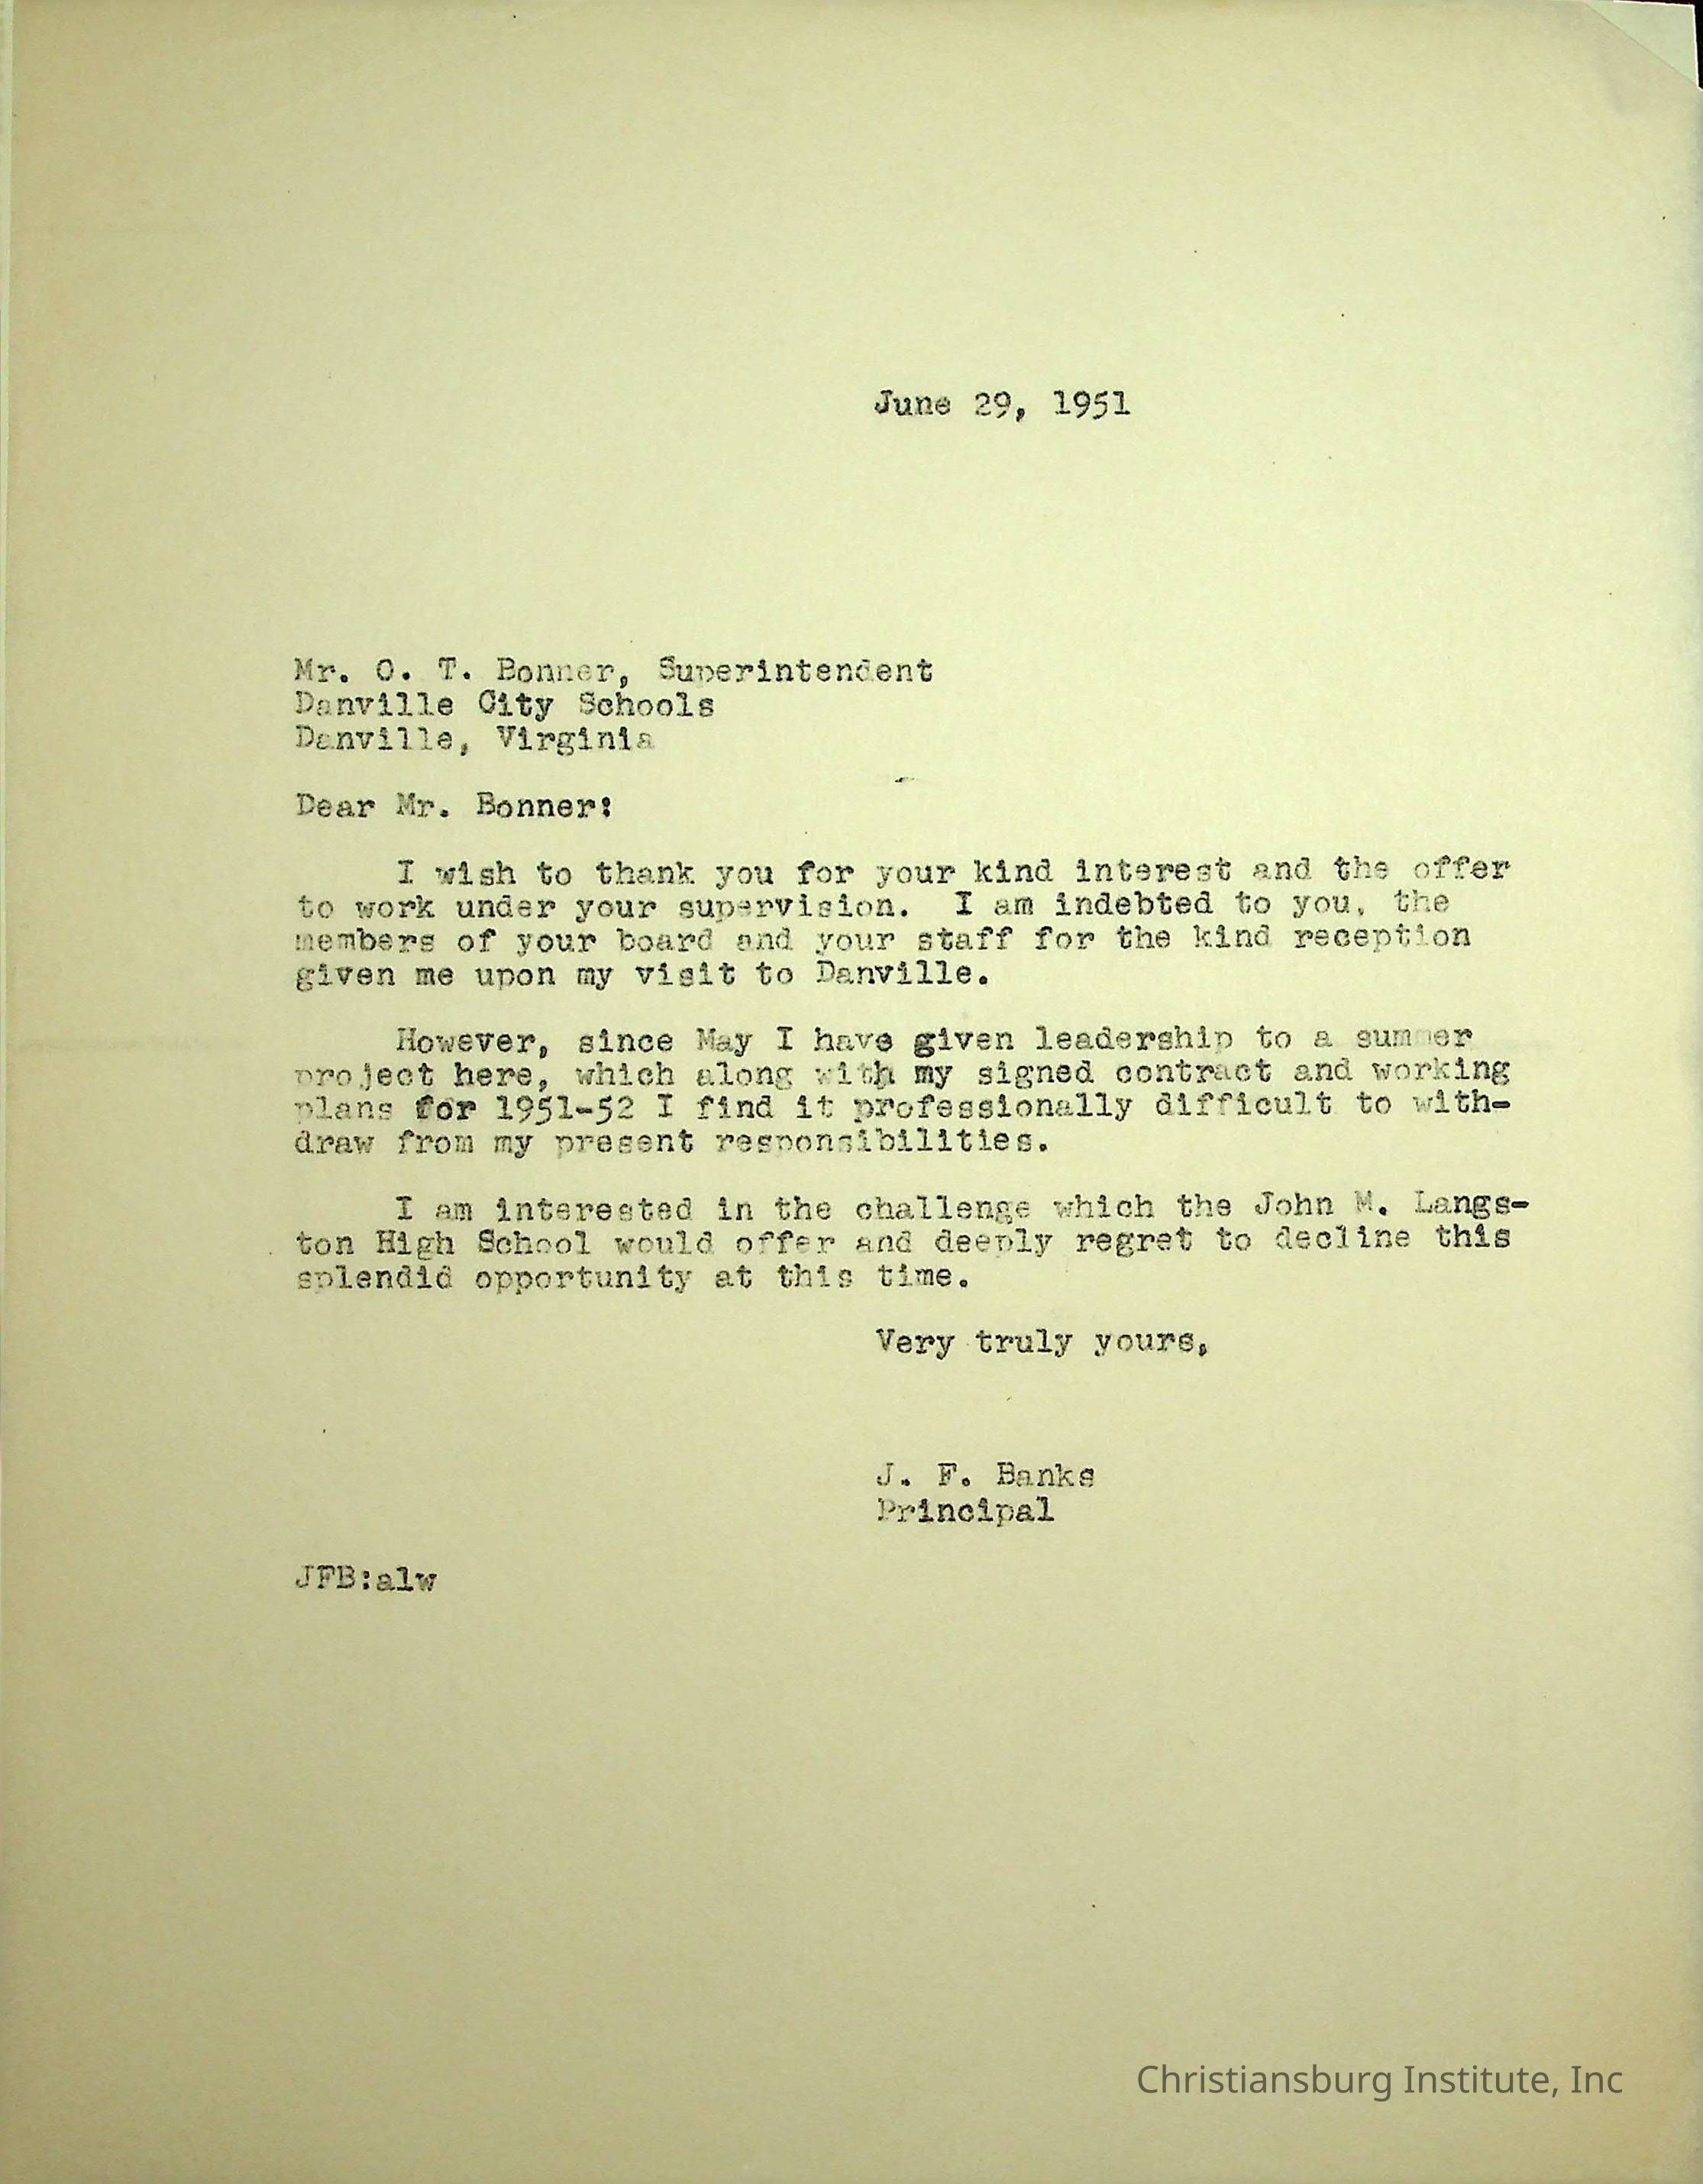 June 29, 1951
Mr. O. T. Bonner, Superintendent
Danville City Schools
Danville, Virginia
Dear Mr. Bonner:
I wish to thank you for your kind interest and the offer
to work under your supervision. I am indebted to you, the
members of your board and your staff for the kind reception
given me upon my visit to Danville.
However, since May I have given leadership to a summer
project here, which along with my signed contract and working
plans for 1951-52 I find it professionally difficult to with-
draw from my present responsibilities.
I am interested in the challenge which the John M. Langs-
ton High School would offer and deeply regret to decline this
splendid opportunity at this time.
Very truly yours,
J. F. Banks
Principal
JFB:alw
Christiansburg Institute, Inc